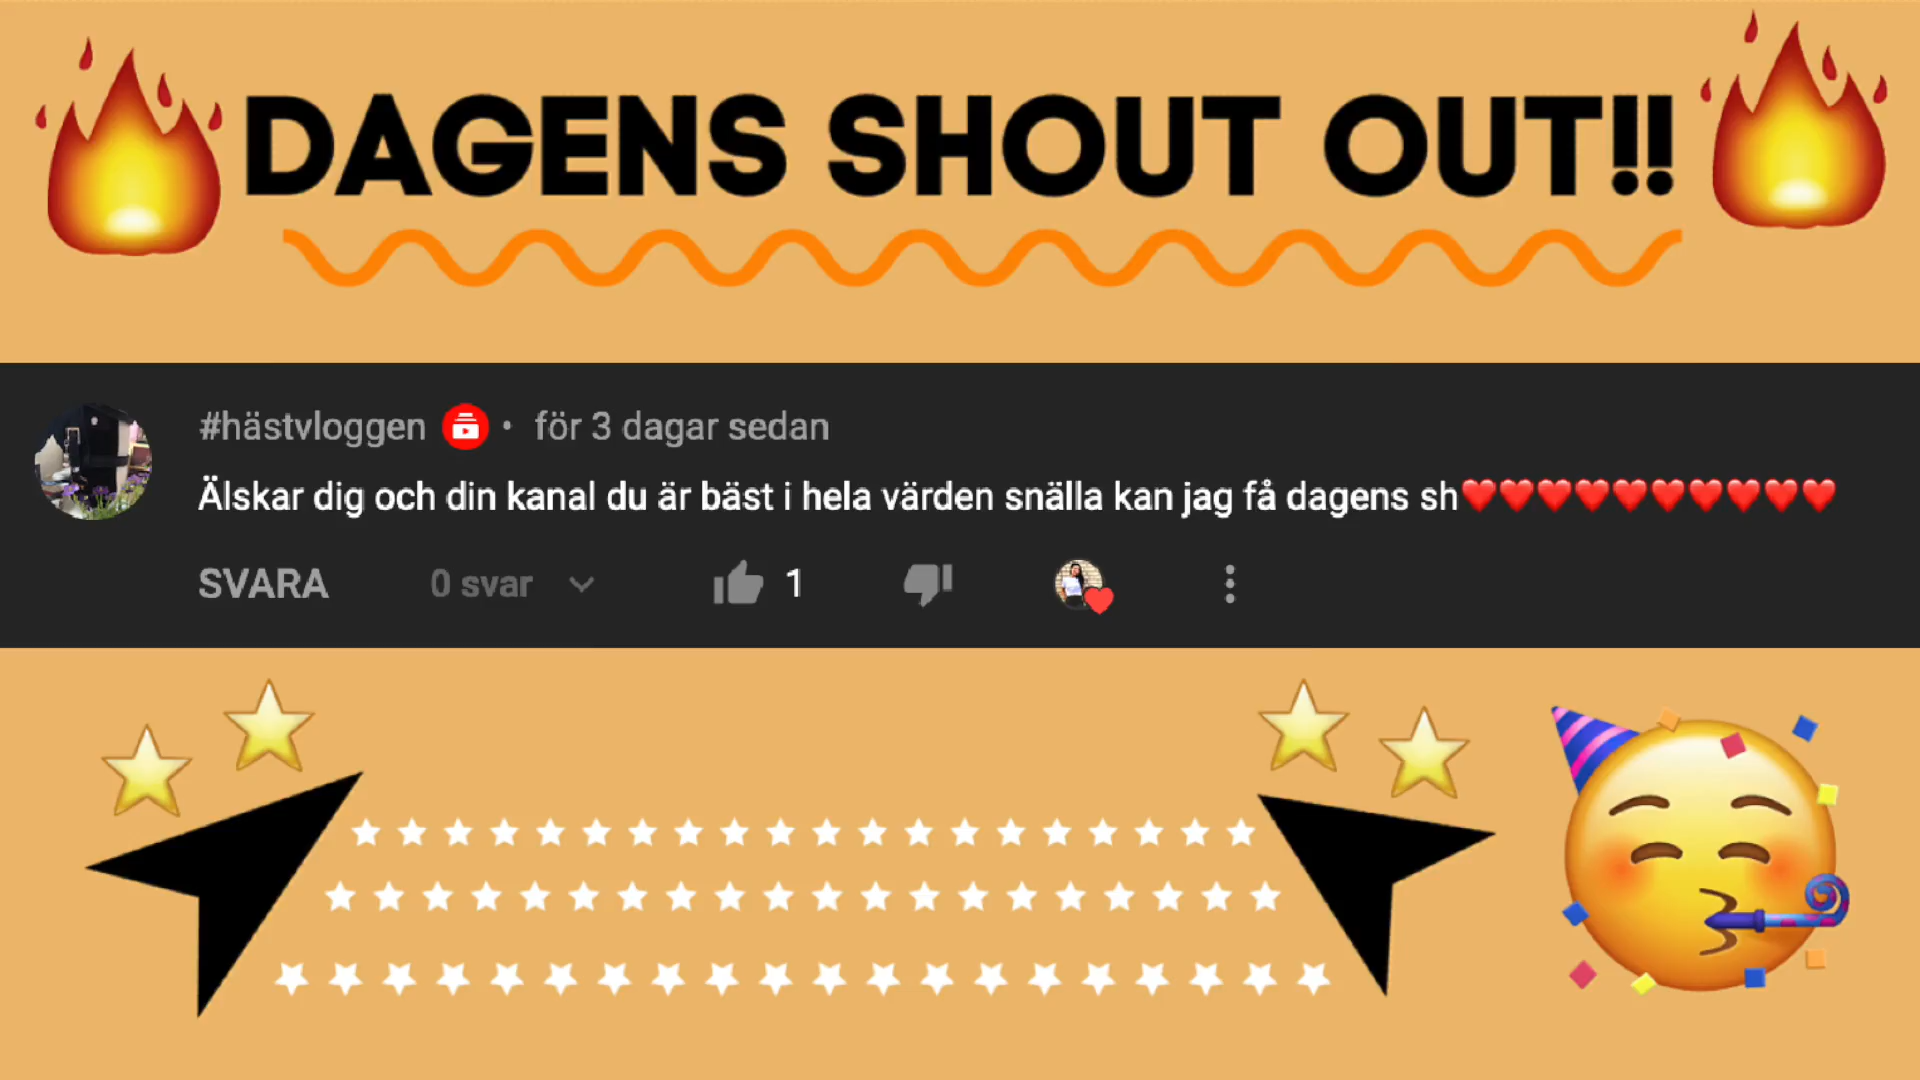 DAGENS SHOUT OUT!!
#hästvloggen • för 3 dagar sedan
Älskar dig och din kanal du är bäst i hela värden snälla kan jag få dagens sh❤️❤️❤️❤️❤️❤️❤️❤️❤️❤️
SVARA 0 svar 1